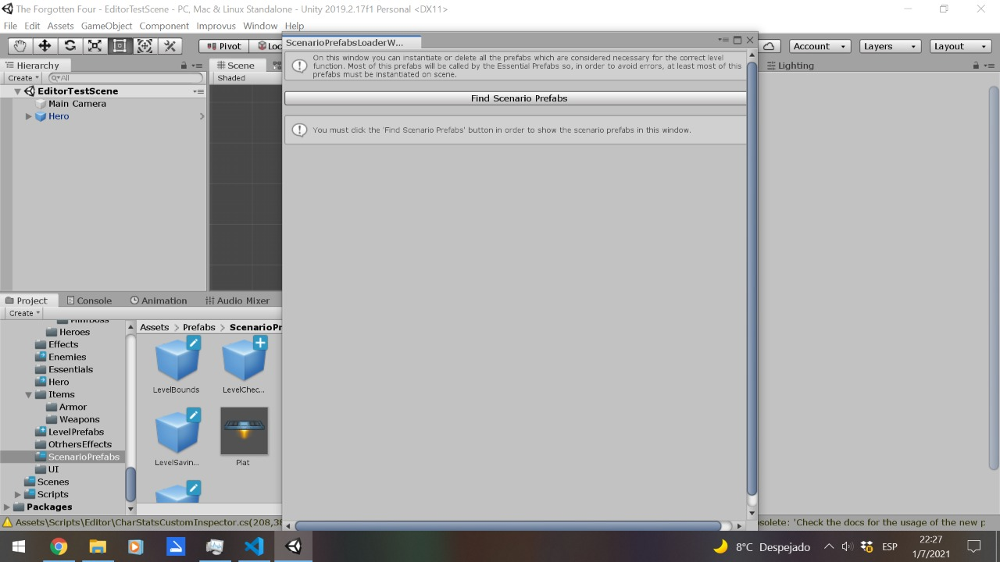 The Forgotten Four - EditorTestScene - PC, Mac & Linux Standalone - Unity 2019.2.17f1 Personal <DX11>
File Edit Assets GameObject Component Improvus Window Help
Pivot Loc
Account Layers Layout
Hierarchy
Create All
EditorTestScene
Main Camera
Hero
Scene
Shaded
ScenarioPrefabsLoaderW...
On this window you can instantiate or delete all the prefabs which are considered necessary for the correct level
function. Most of this prefabs will be called by the Essential Prefabs so, in order to avoid errors, at least most of this
prefabs must be instantiated on scene.
Find Scenario Prefabs
You must click the 'Find Scenario Prefabs' button in order to show the scenario prefabs in this window.
Lighting
Project Console Animation Audio Mixer
Create
MiniBoss
Heroes
Effects
Enemies
Essentials
Hero
Items
Armor
Weapons
LevelPrefabs
OtrhersEffects
ScenarioPrefabs
UI
Scenes
Scripts
Packages
Assets > Prefabs > ScenarioPr
LevelBounds
LevelChec...
LevelSavin...
Plat
Assets\Scripts\Editor\CharStatsCustomInspector.cs(208,38
solete: 'Check the docs for the usage of the new p
8°C Despejado
ESP
22:27
1/7/2021